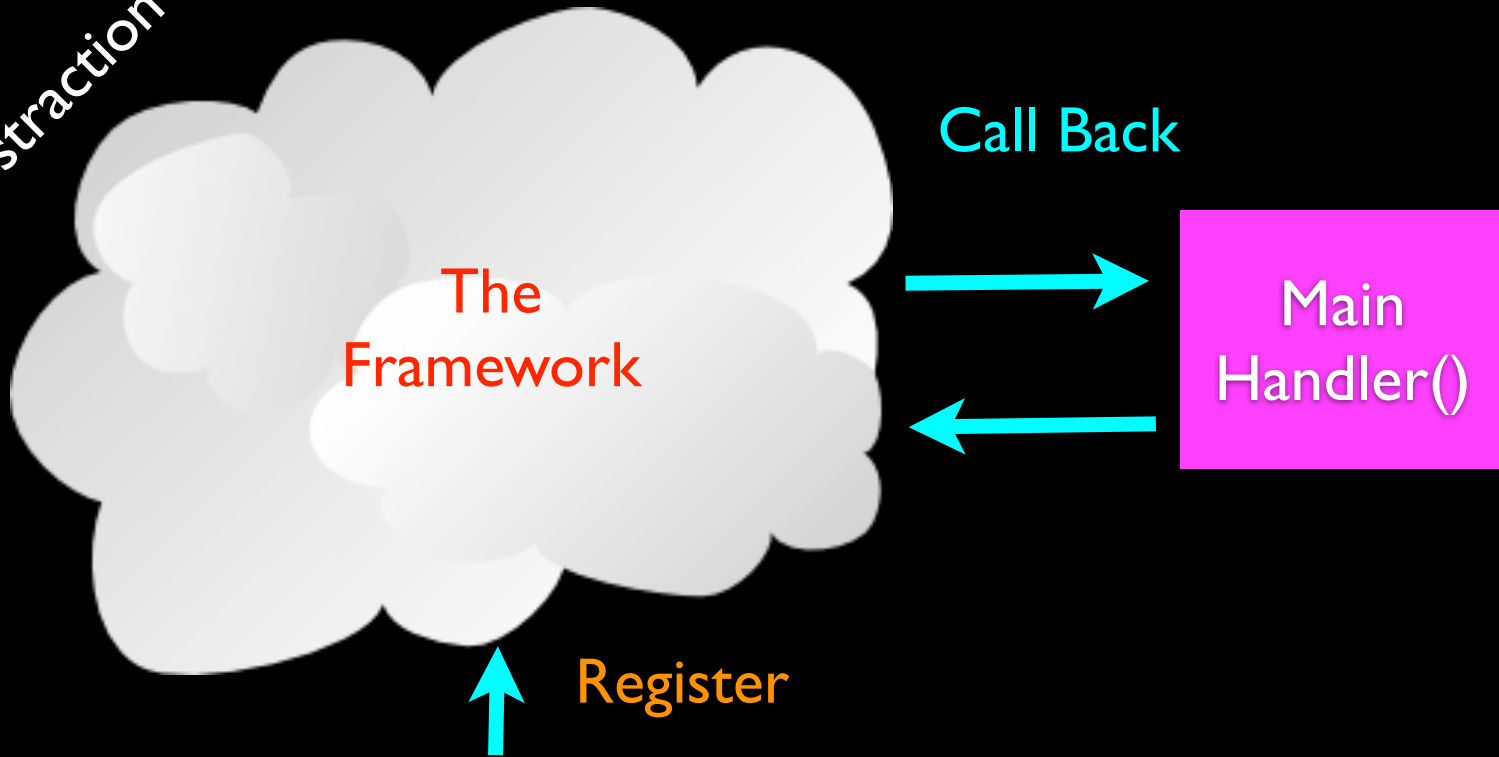 straction
Call Back
The
Framework
Main
Handler()
Register